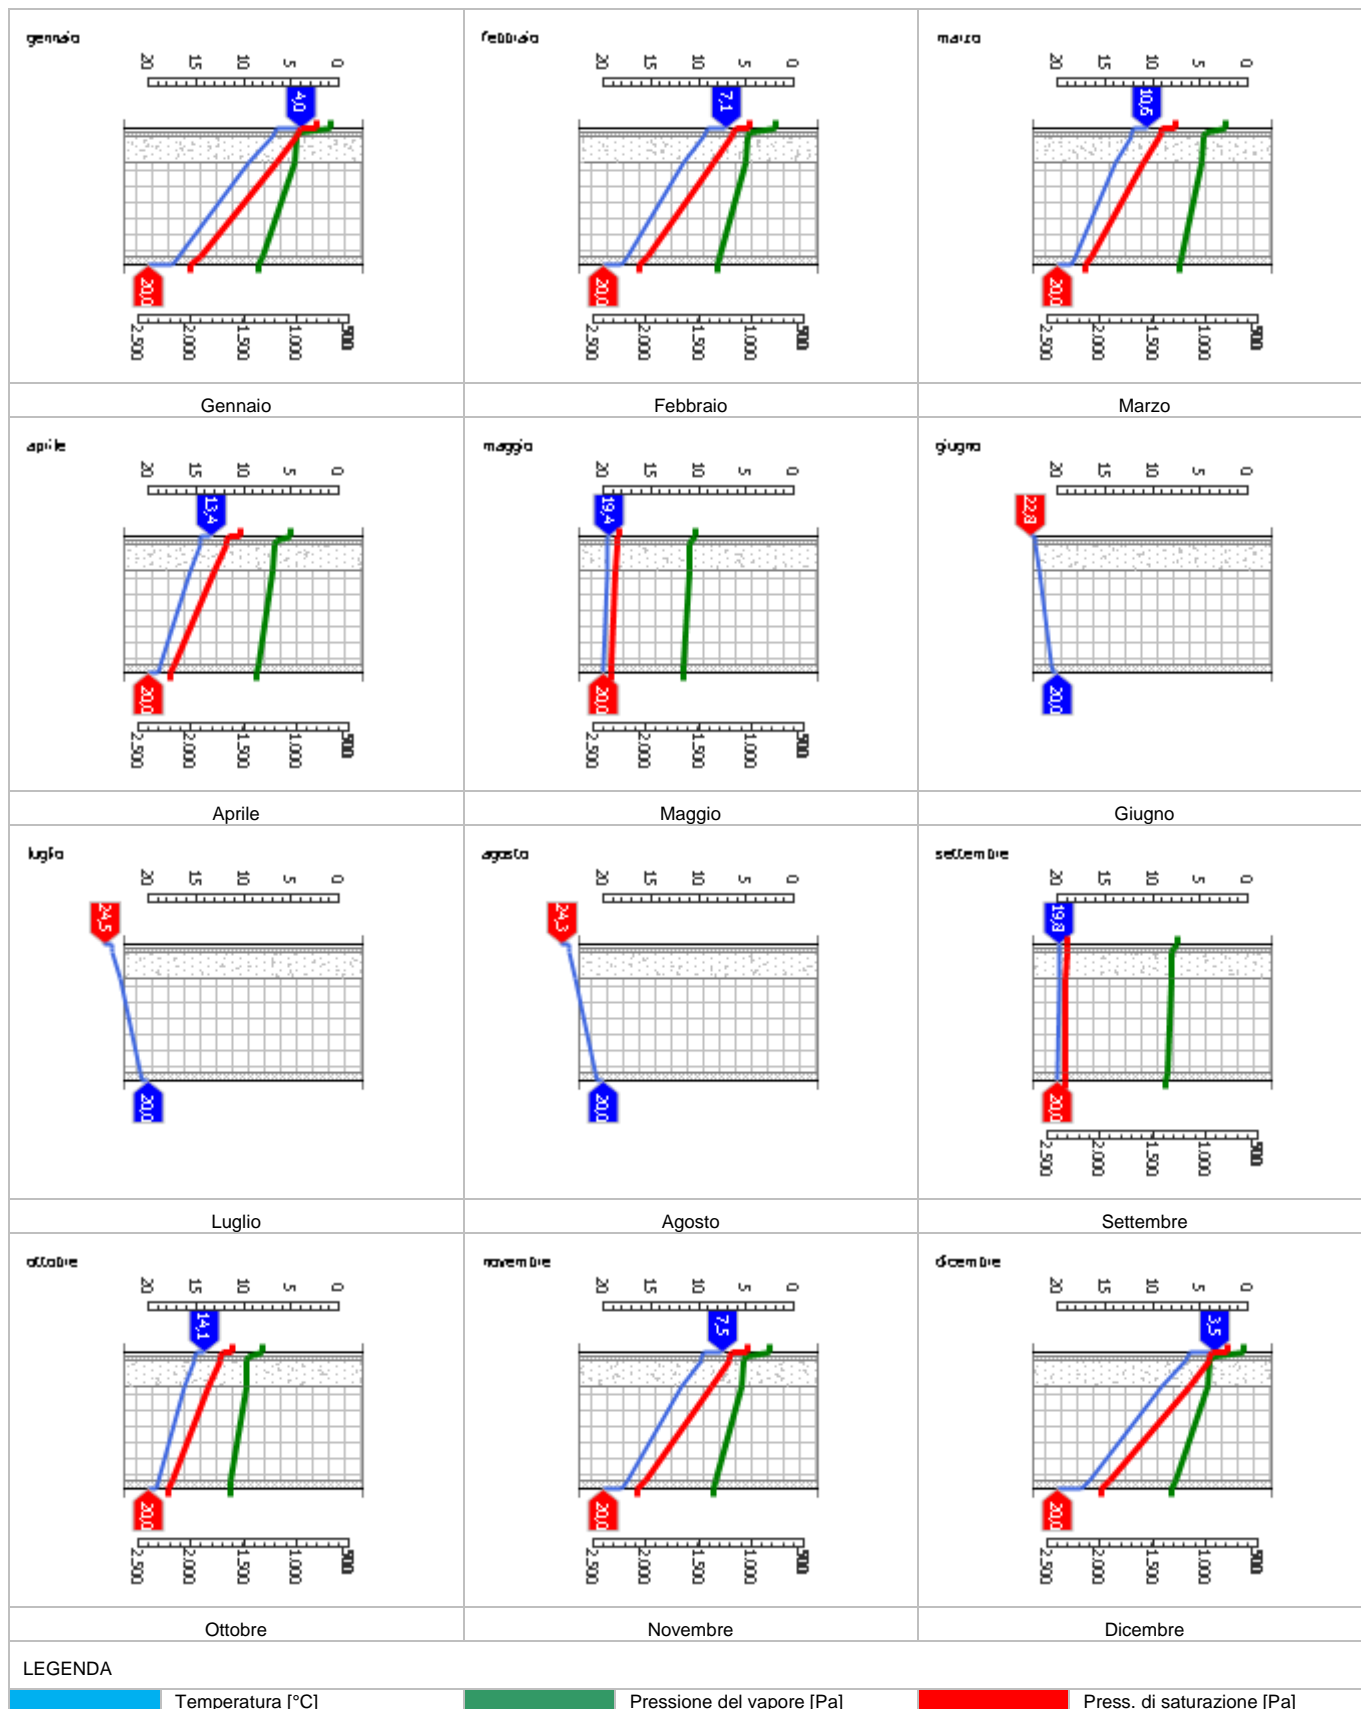 gennaio
febbraio
marzo
20 15 10 5 0
20 15 10 5 0
20 15 10 5 0
4,0
7,1
10,6
20,0
20,0
20,0
2.500 2.000 1.500 1.000 500
2.500 2.000 1.500 1.000 500
2.500 2.000 1.500 1.000 500
Gennaio
Febbraio
Marzo
aprile
maggio
giugno
20 15 10 5 0
20 15 10 5 0
20 15 10 5 0
13,4
19,4
22,8
20,0
20,0
20,0
2.500 2.000 1.500 1.000 500
2.500 2.000 1.500 1.000 500
Aprile
Maggio
Giugno
luglio
agosto
settembre
20 15 10 5 0
20 15 10 5 0
20 15 10 5 0
24,5
24,3
19,8
20,0
20,0
20,0
2.500 2.000 1.500 1.000 500
Luglio
Agosto
Settembre
ottobre
novembre
dicembre
20 15 10 5 0
20 15 10 5 0
20 15 10 5 0
14,1
7,5
3,5
20,0
20,0
20,0
2.500 2.000 1.500 1.000 500
2.500 2.000 1.500 1.000 500
2.500 2.000 1.500 1.000 500
Ottobre
Novembre
Dicembre
LEGENDA
Temperatura [°C]
Pressione del vapore [Pa]
Press. di saturazione [Pa]